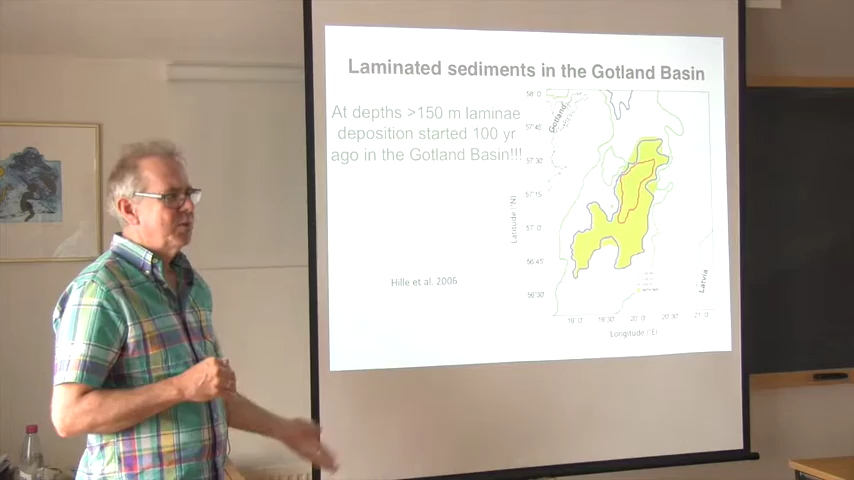 Laminated sediments in the Gotland Basin
At depths >150 m laminae
deposition started 100 yr
ago in the Gotland Basin!!!
Hille et al. 2006
Gotland
Latvia
Latitude (°N)
58°0'
57°45'
57°30'
57°15'
57°0'
56°45'
56°30'
19°30'
20°0'
20°30'
21°0'
Longitude (°E)